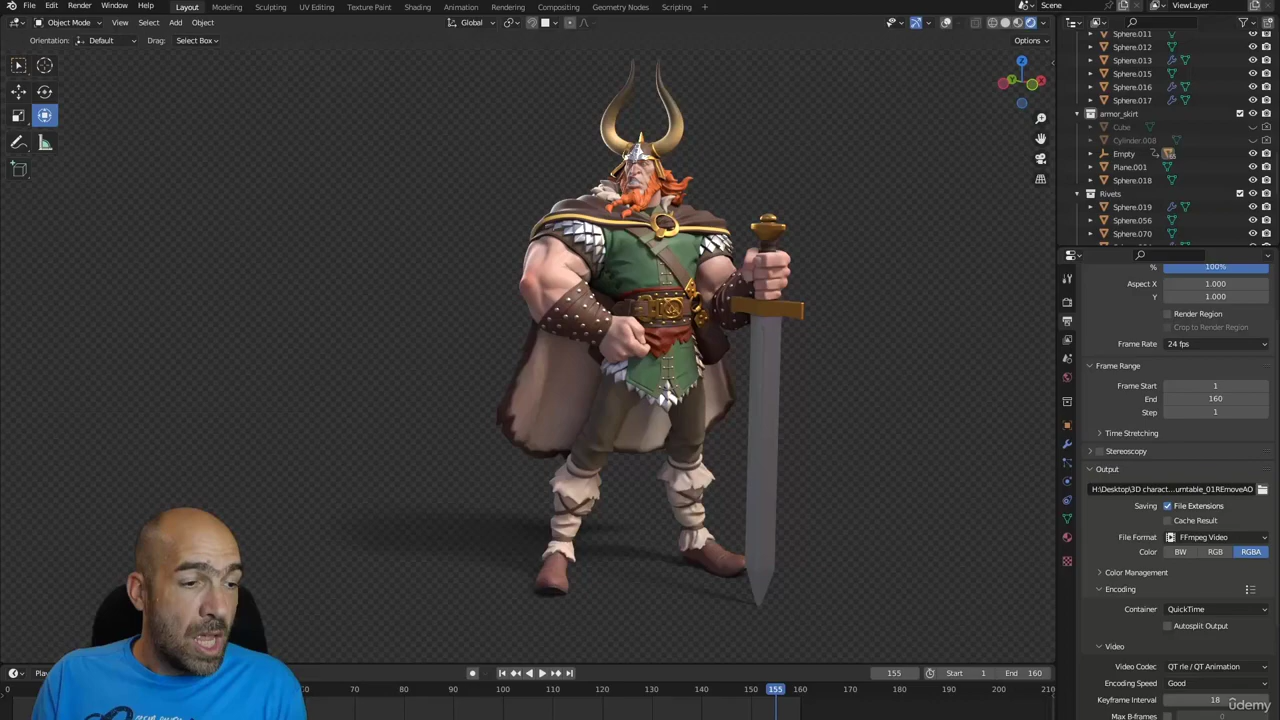 File Edit Render Window Help Layout Modeling Sculpting UV Editing Texture Paint Shading Animation Rendering Compositing Geometry Nodes Scripting Scene ViewLayer
Object Mode View Select Add Object Global
Orientation: Default Drag: Select Box Options
Sphere.011
Sphere.012
Sphere.013
Sphere.015
Sphere.016
Sphere.017
armor_skirt
Cube
Cylinder.008
Empty
Plane.001
Sphere.018
Rivets
Sphere.019
Sphere.056
Sphere.070
% 100%
Aspect X 1.000
Y 1.000
Render Region
Crop to Render Region
Frame Rate 24 fps
Frame Range
Frame Start 1
End 160
Step 1
Time Stretching
Stereoscopy
Output
H:\Desktop\3D charact...urntable_01REmoveAO
Saving File Extensions
Cache Result
File Format FFmpeg Video
Color BW RGB RGBA
Color Management
Encoding
Container QuickTime
Autosplit Output
Video
Video Codec QT rle / QT Animation
Encoding Speed Good
Keyframe Interval 18
Max B-frames 0
155 Start 1 End 160
0 60 70 80 90 100 110 120 130 140 150 155 160 170 180 190 200 210
Z
Y
X
udemy